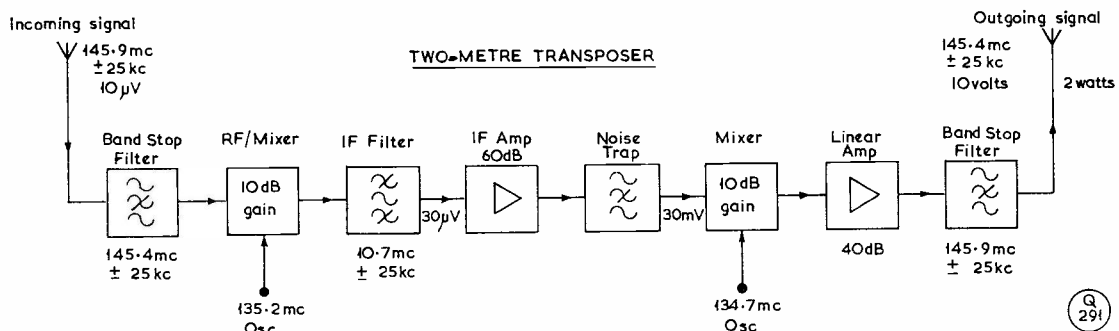 Incoming signal
145.9mc
± 25kc
10µV
TWO-METRE TRANSPOSER
Outgoing signal
145.4mc
± 25kc
10volts
2watts
Band Stop
Filter
145.4mc
± 25kc
RF/Mixer
10dB
gain
135.2mc
Osc
IF Filter
10.7mc
± 25kc
30µV
IF Amp
60dB
Noise
Trap
30mV
Mixer
10dB
gain
134.7mc
Osc
Linear
Amp
40dB
Band Stop
Filter
145.9mc
± 25kc
Q
291